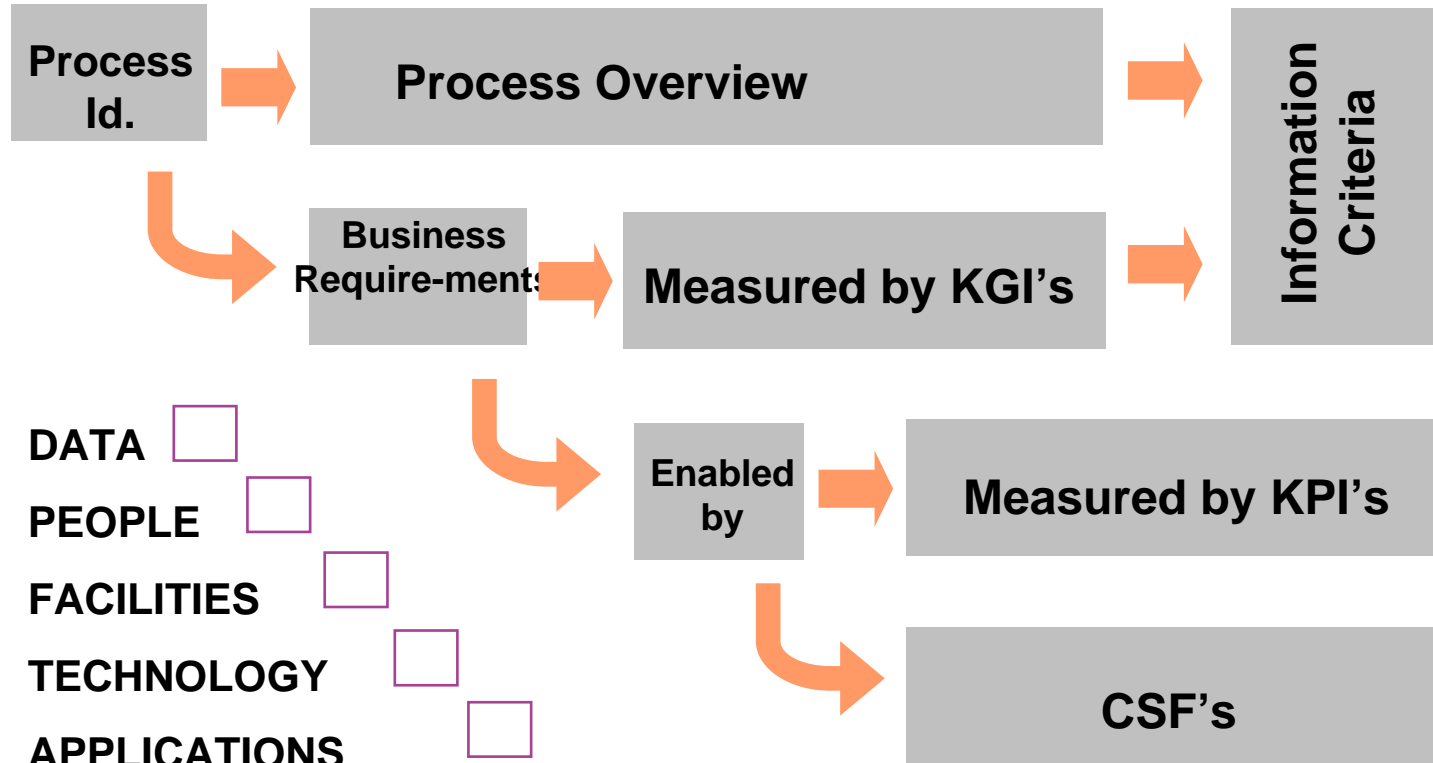 Process
Id.
Process Overview
Information
Criteria
Business
Require-ments
Measured by KGI's
DATA
PEOPLE
FACILITIES
TECHNOLOGY
APPLICATIONS
Enabled
by
Measured by KPI's
CSF's